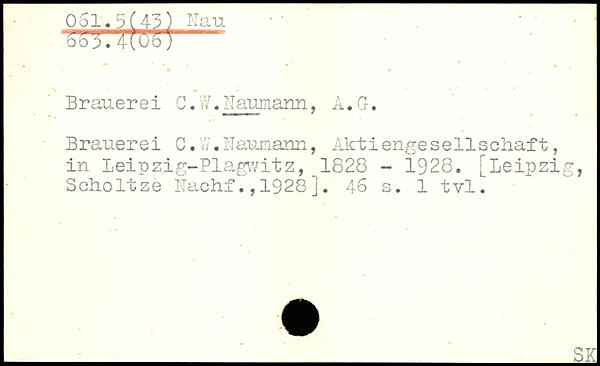 061.5(43) Nau
663.4(06)
Brauerei C.W.Naumann, A.G.
Brauerei C.W.Naumann, Aktiengesellschaft,
in Leipzig-Plagwitz, 1828 - 1928. [Leipzig,
Scholtze Nachf.,1928]. 46 s. 1 tvl.
SK